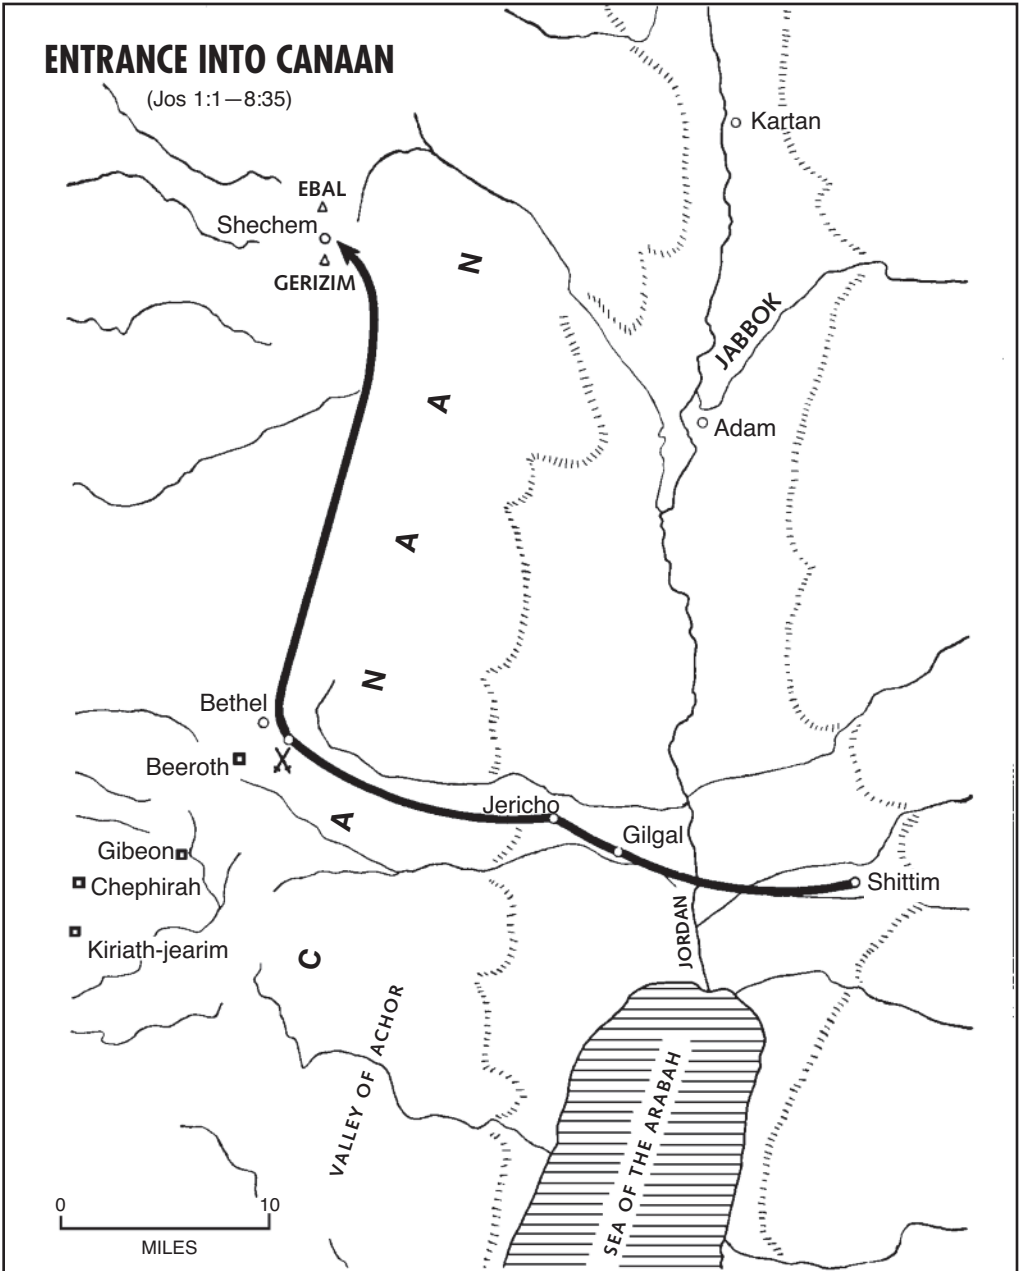 ENTRANCE INTO CANAAN
(Jos 1:1—8:35)
Kartan
EBAL
Shechem
GERIZIM
JABBOK
Adam
CANAAN
Bethel
Beeroth
Jericho
Gilgal
Gibeon
Chephirah
Shittim
Kiriath-jearim
JORDAN
VALLEY OF ACHOR
SEA OF THE ARABAH
0 10
MILES